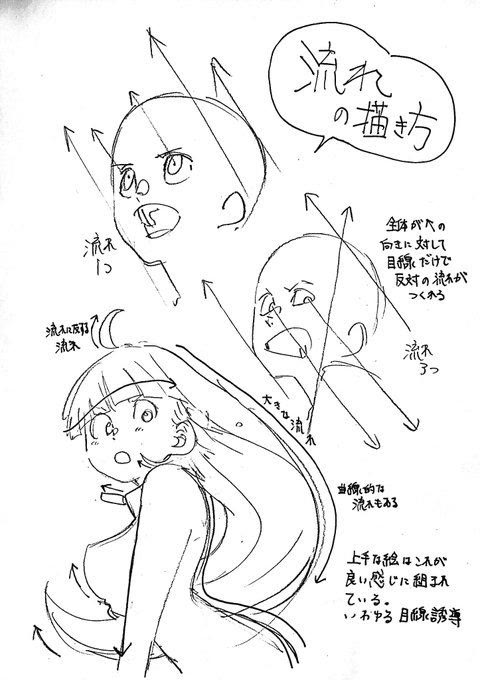 流れ
の描き方
流れ
1つ
全体が↖の
向きに対して
目線だけで
反対の流れが
つくれる
流れ
3つ
流れに反する
流れ
大きな流れ
曲線的な
流れもある
上手な絵はこれが
良い感じに組まれ
ている。
いわゆる目線誘導